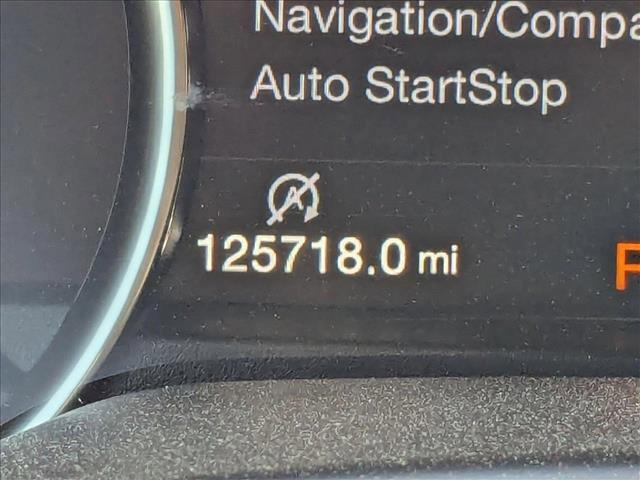 Navigation/Compa
Auto StartStop
A
125718.0 mi
P